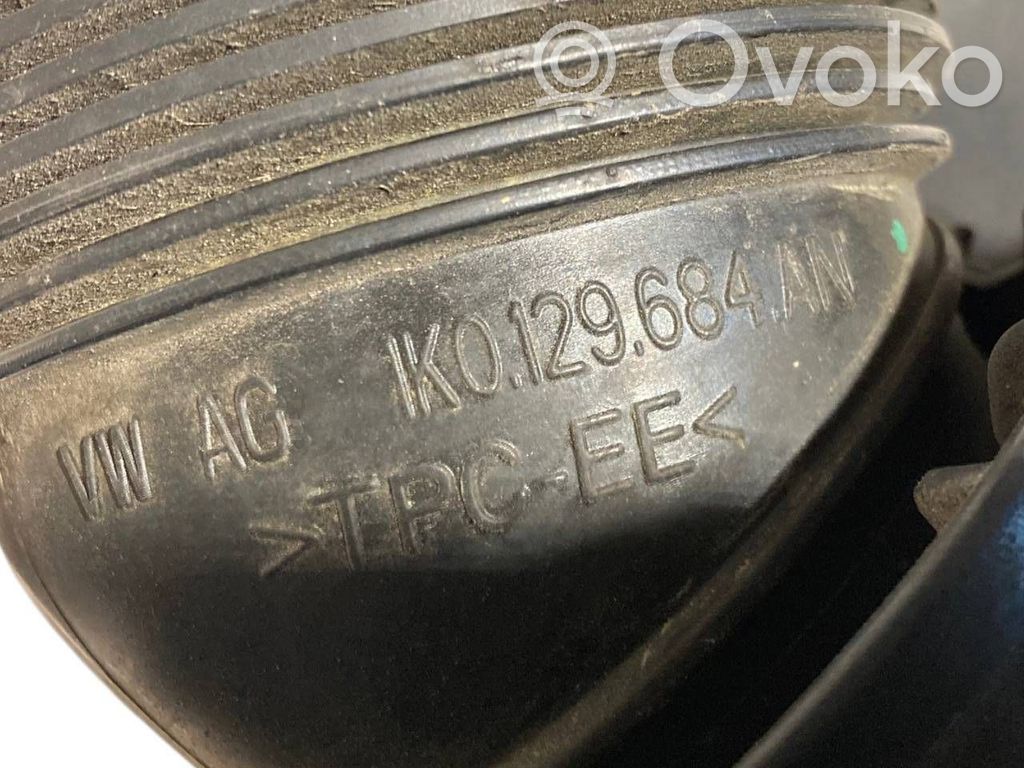 ® Ovoko
VW AG 1K0.129.684.AN
>TPC-EE<